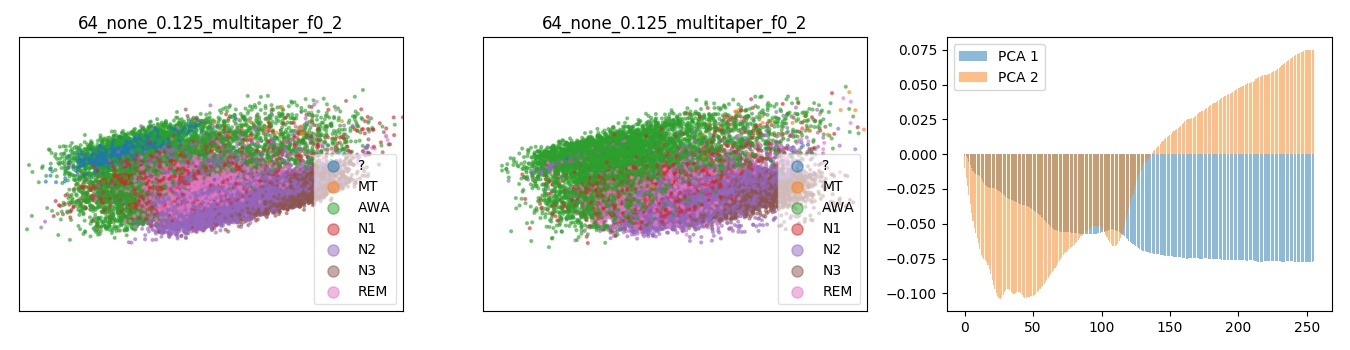 64_none_0.125_multitaper_f0_2
?
MT
AWA
N1
N2
N3
REM
64_none_0.125_multitaper_f0_2
?
MT
AWA
N1
N2
N3
REM
PCA 1
PCA 2
0.075
0.050
0.025
0.000
−0.025
−0.050
−0.075
−0.100
0 50 100 150 200 250